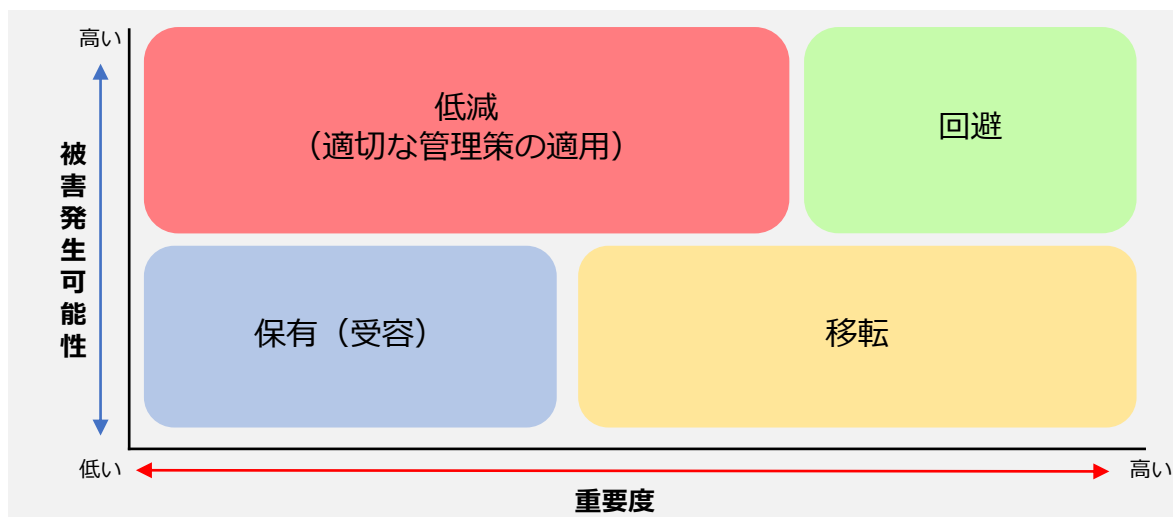 高い
低減
（適切な管理策の適用）
回避
被害発生可能性
保有（受容）
移転
低い
高い
重要度